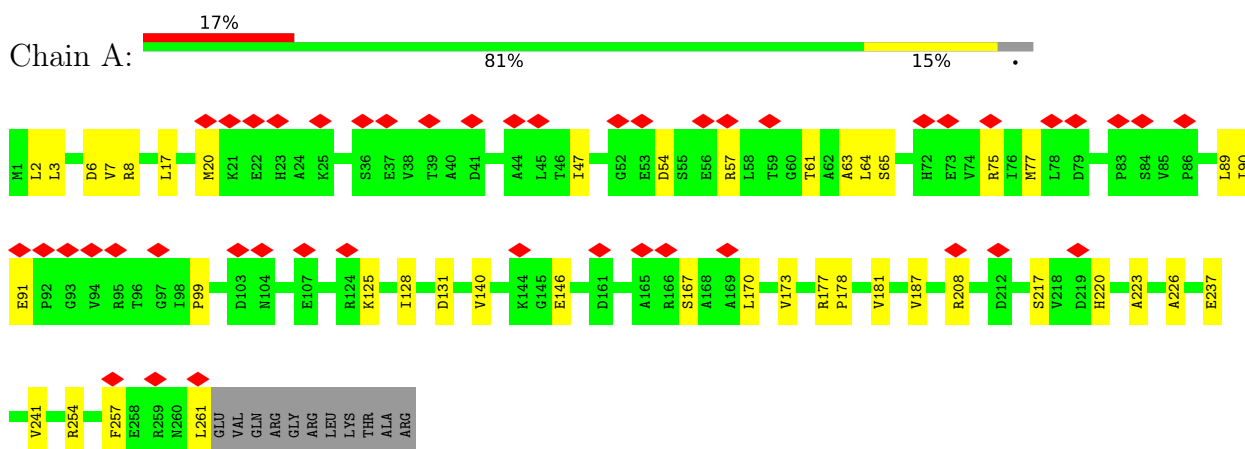 17%
Chain A:
81% 15% •
M1 L2 L3 D6 V7 R8 L17 M20 K21 E22 H23 A24 K25 S36 E37 V38 T39 A40 D41 A44 L45 T46 I47 G52 E53 D54 S55 E56 R57 L58 T59 G60 T61 A62 A63 L64 S65 H72 E73 V74 R75 I76 M77 L78 D79 P83 S84 V85 P86 L89 I90
E91 P92 G93 V94 R95 T96 G97 I98 P99 D103 N104 E107 R124 K125 I128 D131 V140 K144 G145 E146 D161 A165 R166 S167 A168 A169 L170 V173 R177 P178 V181 V187 R208 D212 S217 V218 D219 H220 A223 A226 E237
V241 R254 F257 E258 R259 N260 L261 GLU VAL GLN ARG GLY ARG LEU LYS THR ALA ARG